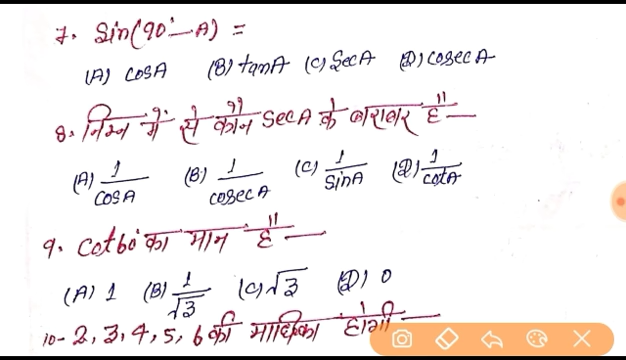 7. Sin(90°-A) =
(A) cosA (B) tanA (C) SecA (D) cosecA
8. निम्न में से कौन SecA के बराबर है —
(A) 1/cosA (B) 1/cosecA (C) 1/sinA (D) 1/cotA
9. Cot60° का मान है —
(A) 1 (B) 1/√3 (C) √3 (D) 0
10- 2, 3, 4, 5, 6 की माध्यिका होगी —